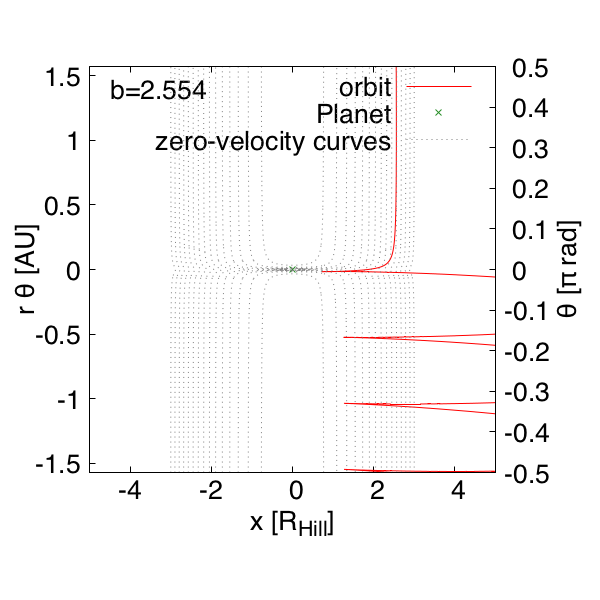 b=2.554
orbit
Planet
zero-velocity curves
r θ [AU]
1.5
1
0.5
0
-0.5
-1
-1.5
0.5
0.4
0.3
0.2
0.1
0
-0.1
-0.2
-0.3
-0.4
-0.5
θ [π rad]
-4 -2 0 2 4
x [R_Hill]